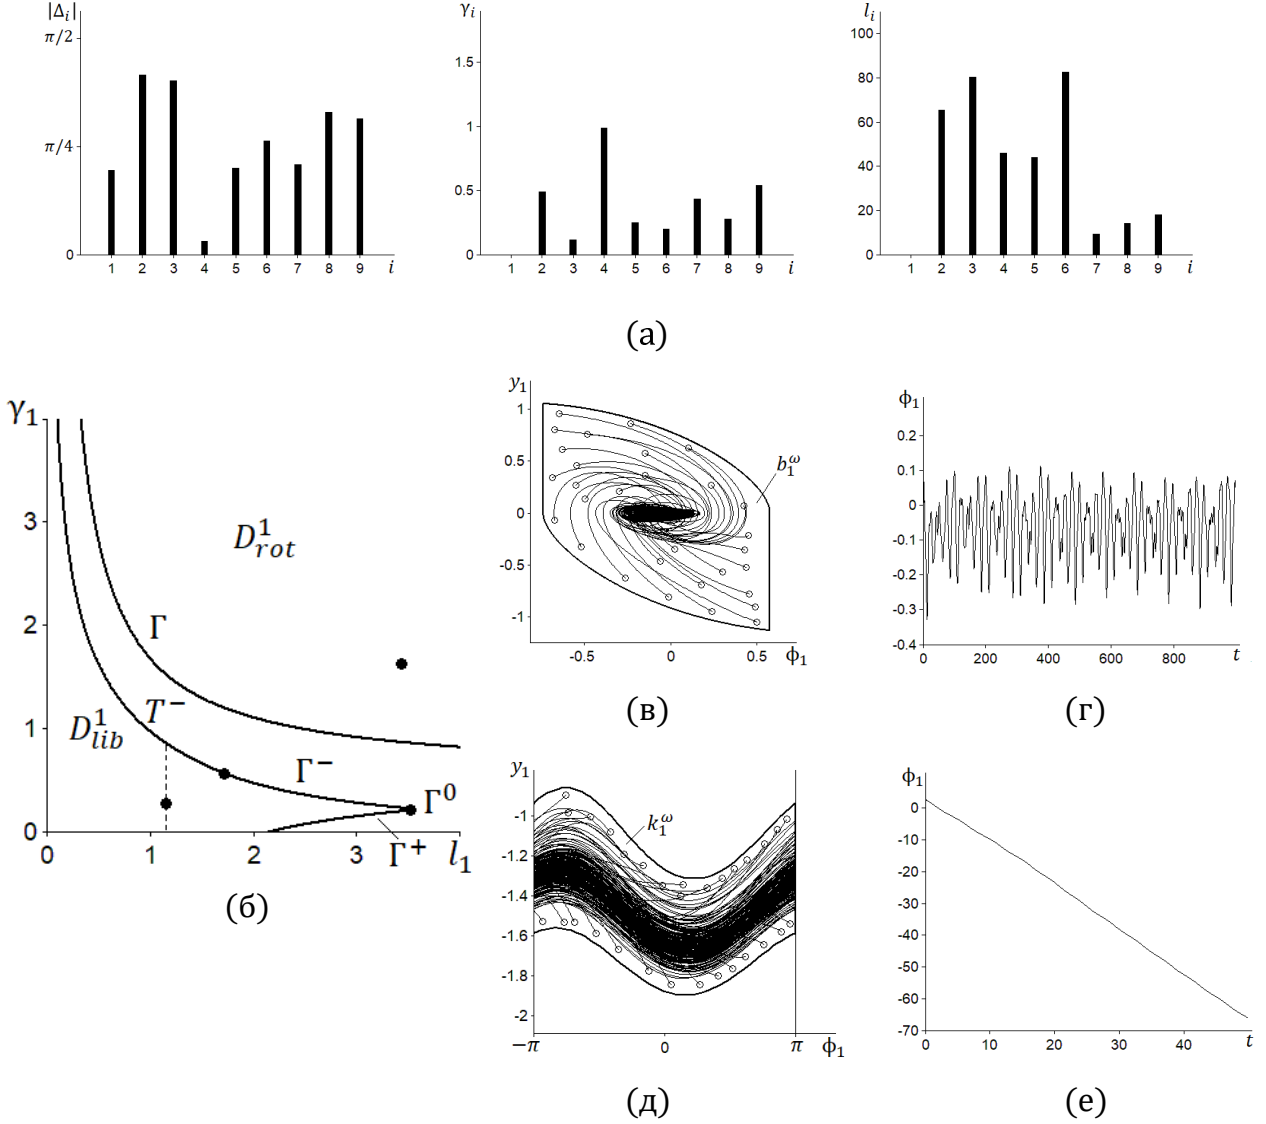 |Δᵢ|
π/2
π/4
0
1 2 3 4 5 6 7 8 9 i
γᵢ
1.5
1
0.5
0
1 2 3 4 5 6 7 8 9 i
lᵢ
100
80
60
40
20
0
1 2 3 4 5 6 7 8 9 i
(а)
γ₁
3
2
1
0
0 1 2 3 l₁
D¹rot
Γ
T⁻
D¹lib
Γ⁻
Γ⁰
Γ⁺
(б)
y₁
1
0.5
0
-0.5
-1
-0.5 0 0.5 ϕ₁
b₁^ω
(в)
ϕ₁
0.2
0.1
0
-0.1
-0.2
-0.3
-0.4
0 200 400 600 800 t
(г)
y₁
-1
-1.2
-1.4
-1.6
-1.8
-2
−π 0 π ϕ₁
k₁^ω
(д)
ϕ₁
0
-10
-20
-30
-40
-50
-60
-70
0 10 20 30 40 t
(е)